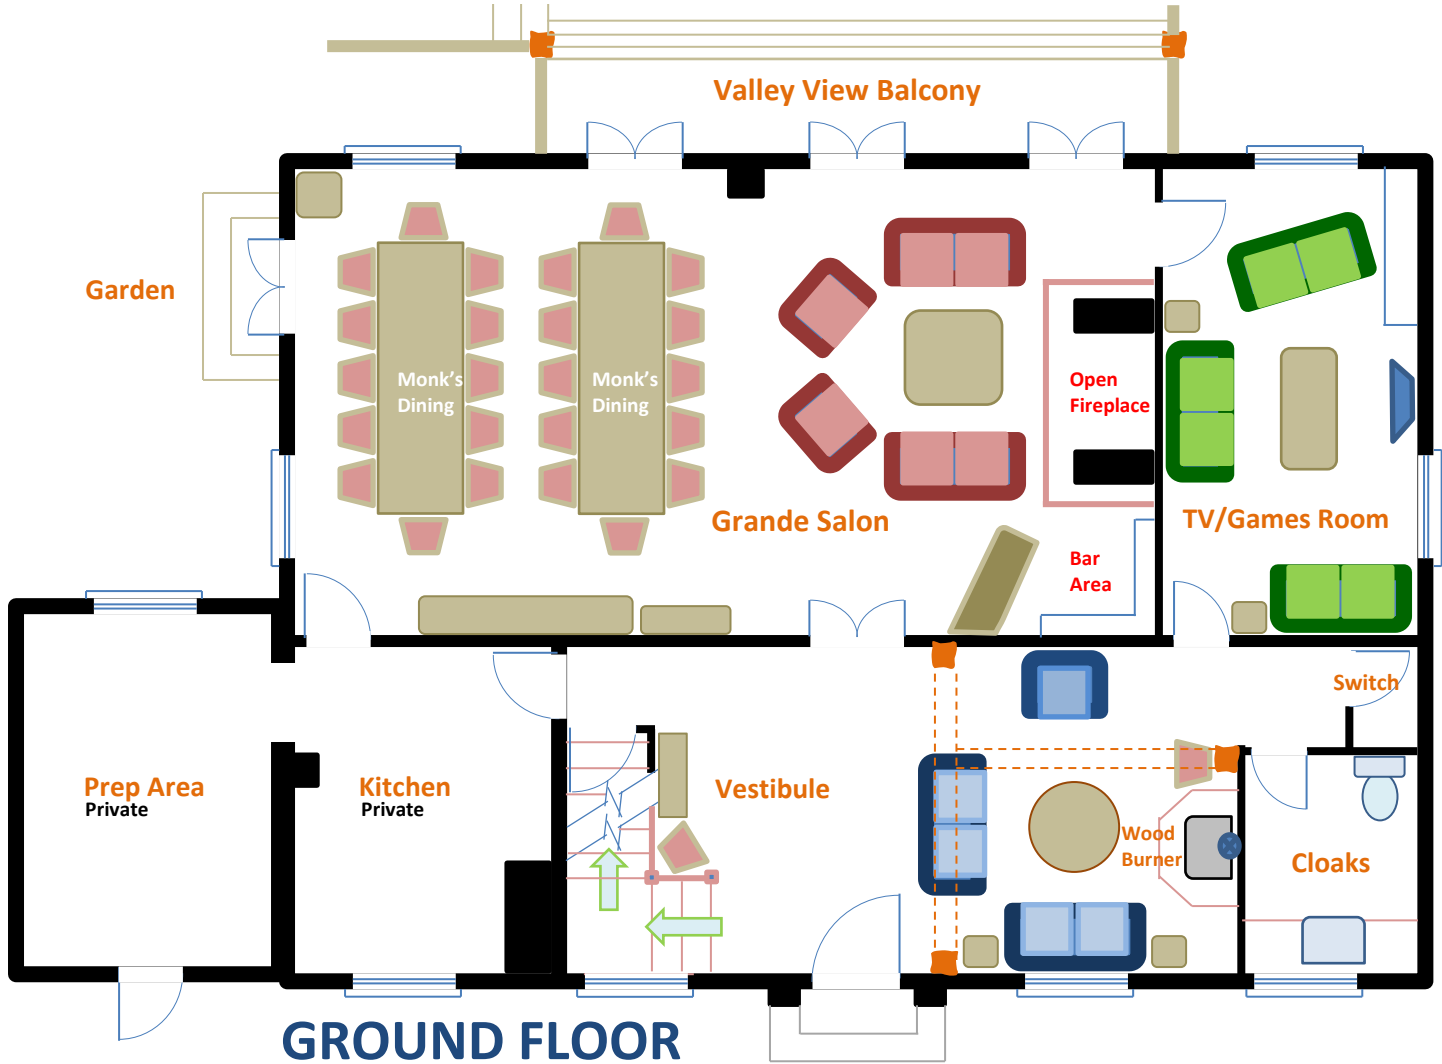 Valley View Balcony
Garden
Monk's
Dining
Monk's
Dining
Open
Fireplace
Grande Salon
TV/Games Room
Bar
Area
Switch
Prep Area
Private
Kitchen
Private
Vestibule
Wood
Burner
Cloaks
GROUND FLOOR